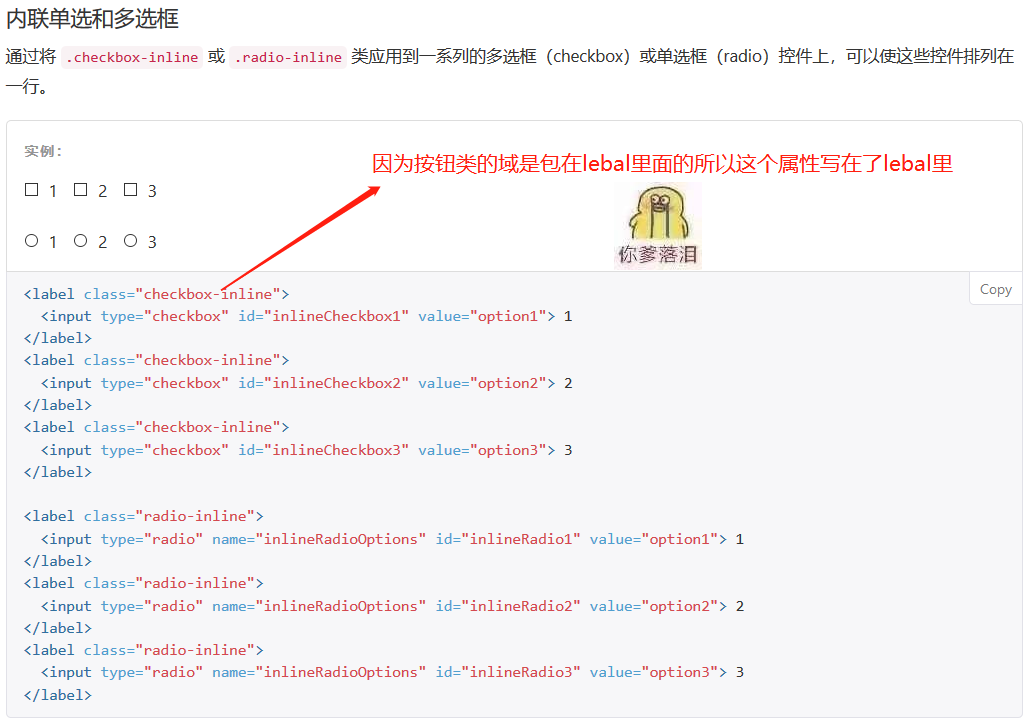 内联单选和多选框
通过将 .checkbox-inline 或 .radio-inline 类应用到一系列的多选框（checkbox）或单选框（radio）控件上，可以使这些控件排列在
一行。
实例：
因为按钮类的域是包在lebal里面的所以这个属性写在了lebal里
1 2 3
1 2 3
你爹落泪
Copy
<label class="checkbox-inline">
  <input type="checkbox" id="inlineCheckbox1" value="option1"> 1
</label>
<label class="checkbox-inline">
  <input type="checkbox" id="inlineCheckbox2" value="option2"> 2
</label>
<label class="checkbox-inline">
  <input type="checkbox" id="inlineCheckbox3" value="option3"> 3
</label>

<label class="radio-inline">
  <input type="radio" name="inlineRadioOptions" id="inlineRadio1" value="option1"> 1
</label>
<label class="radio-inline">
  <input type="radio" name="inlineRadioOptions" id="inlineRadio2" value="option2"> 2
</label>
<label class="radio-inline">
  <input type="radio" name="inlineRadioOptions" id="inlineRadio3" value="option3"> 3
</label>